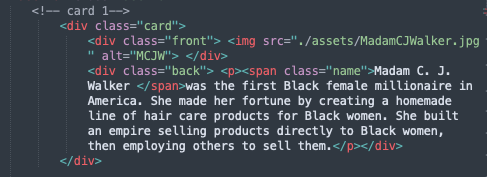 <!-- card 1-->
<div class="card">
<div class="front"> <img src="./assets/MadamCJWalker.jpg
" alt="MCJW"> </div>
<div class="back"> <p><span class="name">Madam C. J.
Walker </span>was the first Black female millionaire in
America. She made her fortune by creating a homemade
line of hair care products for Black women. She built
an empire selling products directly to Black women,
then employing others to sell them.</p></div>
</div>